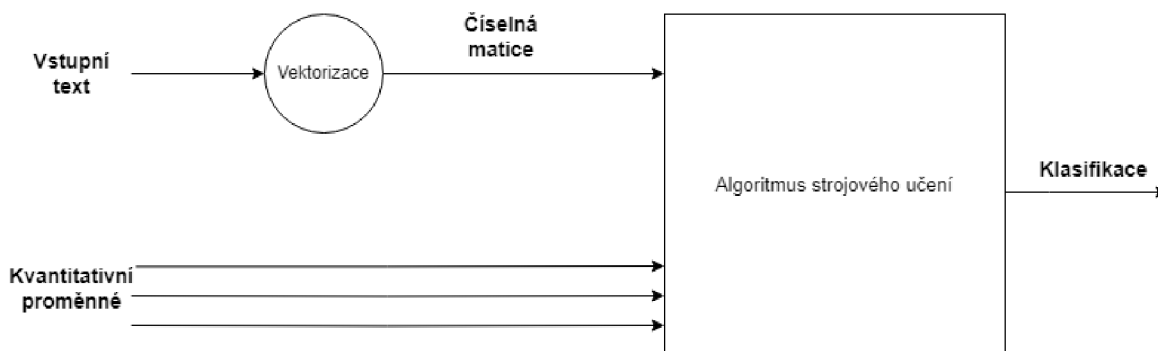 Vstupní
text
Vektorizace
Číselná
matice
Algoritmus strojového učení
Klasifikace
Kvantitativní
proměnné